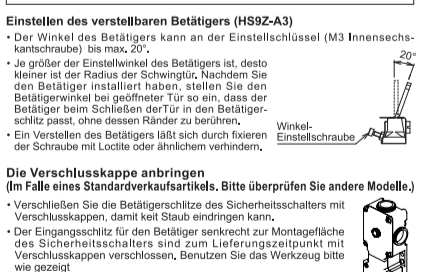 Einstellen des verstellbaren Betätigers (HS9Z-A3)
• Der Winkel des Betätigers kann an der Einstellschlüssel (M3 Innensechs-
kantschraube) bis max. 20°.
• Je größer der Einstellwinkel des Betätigers ist, desto
kleiner ist der Radius der Schwingtür. Nachdem Sie
den Betätiger installiert haben, stellen Sie den
Betätigerwinkel bei geöffneter Tür so ein, dass der
Betätiger beim Schließen derTür in den Betätiger-
schlitz passt, ohne dessen Ränder zu berühren.
• Ein Verstellen des Betätigers läßt sich durch fixieren
der Schraube mit Loctite oder ähnlichem verhindern.
20°
Winkel-
Einstellschraube
Die Verschlusskappe anbringen
(Im Falle eines Standardverkaufsartikels. Bitte überprüfen Sie andere Modelle.)
• Verschließen Sie die Betätigerschlitze des Sicherheitsschalters mit
Verschlusskappen, damit keit Staub eindringen kann.
• Der Eingangsschlitz für den Betätiger senkrecht zur Montagefläche
des Sicherheitsschalters sind zum Lieferungszeitpunkt mit
Verschlusskappen verschlossen. Benutzen Sie das Werkzeug bitte
wie gezeigt